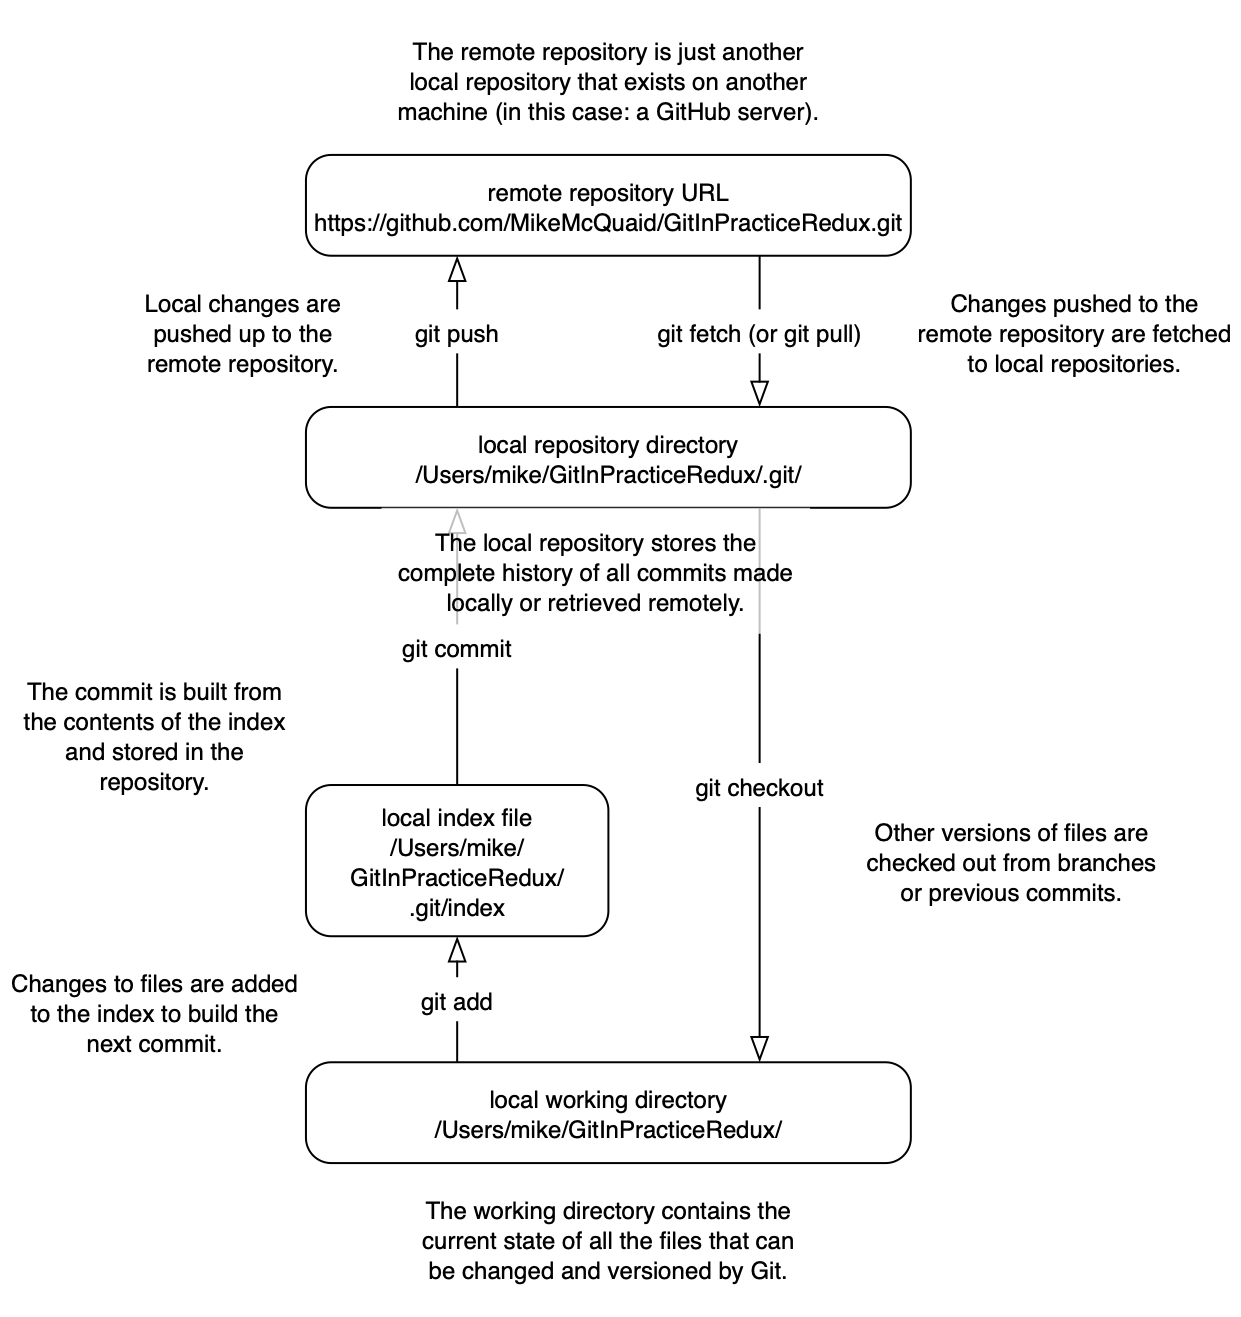 The remote repository is just another
local repository that exists on another
machine (in this case: a GitHub server).
remote repository URL
https://github.com/MikeMcQuaid/GitInPracticeRedux.git
Local changes are
pushed up to the
remote repository.
git push
git fetch (or git pull)
Changes pushed to the
remote repository are fetched
to local repositories.
local repository directory
/Users/mike/GitInPracticeRedux/.git/
The local repository stores the
complete history of all commits made
locally or retrieved remotely.
git commit
The commit is built from
the contents of the index
and stored in the
repository.
git checkout
local index file
/Users/mike/
GitInPracticeRedux/
.git/index
Other versions of files are
checked out from branches
or previous commits.
Changes to files are added
to the index to build the
next commit.
git add
local working directory
/Users/mike/GitInPracticeRedux/
The working directory contains the
current state of all the files that can
be changed and versioned by Git.